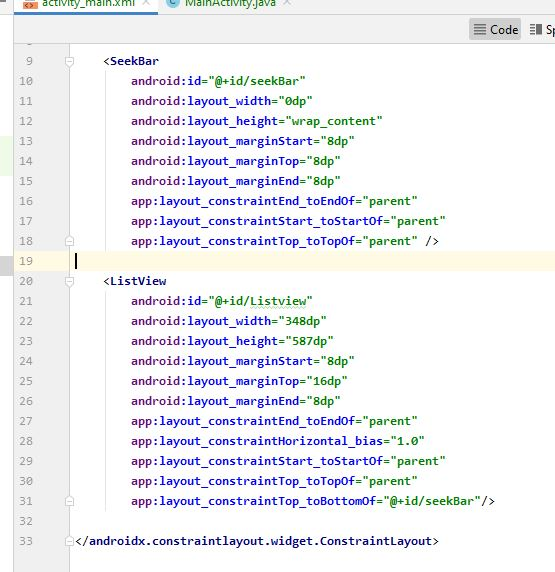 activity_main.xml MainActivity.java
Code Sp
9 <SeekBar
10 android:id="@+id/seekBar"
11 android:layout_width="0dp"
12 android:layout_height="wrap_content"
13 android:layout_marginStart="8dp"
14 android:layout_marginTop="8dp"
15 android:layout_marginEnd="8dp"
16 app:layout_constraintEnd_toEndOf="parent"
17 app:layout_constraintStart_toStartOf="parent"
18 app:layout_constraintTop_toTopOf="parent" />
19
20 <ListView
21 android:id="@+id/Listview"
22 android:layout_width="348dp"
23 android:layout_height="587dp"
24 android:layout_marginStart="8dp"
25 android:layout_marginTop="16dp"
26 android:layout_marginEnd="8dp"
27 app:layout_constraintEnd_toEndOf="parent"
28 app:layout_constraintHorizontal_bias="1.0"
29 app:layout_constraintStart_toStartOf="parent"
30 app:layout_constraintTop_toTopOf="parent"
31 app:layout_constraintTop_toBottomOf="@+id/seekBar"/>
32
33 </androidx.constraintlayout.widget.ConstraintLayout>